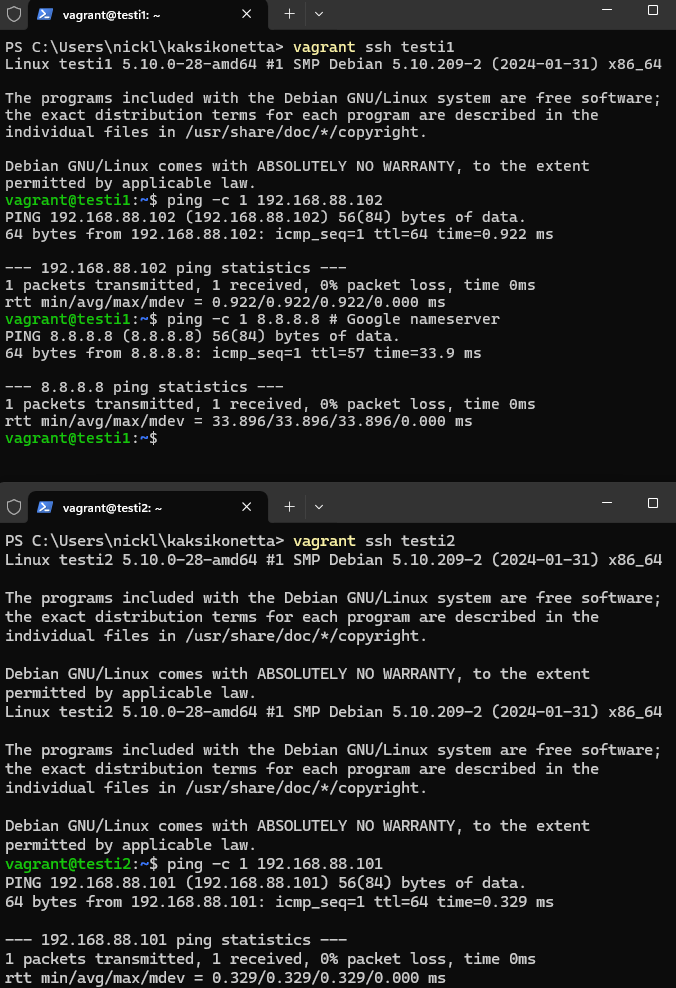 vagrant@testi1: ~
PS C:\Users\nickl\kaksikonetta> vagrant ssh testi1
Linux testi1 5.10.0-28-amd64 #1 SMP Debian 5.10.209-2 (2024-01-31) x86_64

The programs included with the Debian GNU/Linux system are free software;
the exact distribution terms for each program are described in the
individual files in /usr/share/doc/*/copyright.

Debian GNU/Linux comes with ABSOLUTELY NO WARRANTY, to the extent
permitted by applicable law.
vagrant@testi1:~$ ping -c 1 192.168.88.102
PING 192.168.88.102 (192.168.88.102) 56(84) bytes of data.
64 bytes from 192.168.88.102: icmp_seq=1 ttl=64 time=0.922 ms

--- 192.168.88.102 ping statistics ---
1 packets transmitted, 1 received, 0% packet loss, time 0ms
rtt min/avg/max/mdev = 0.922/0.922/0.922/0.000 ms
vagrant@testi1:~$ ping -c 1 8.8.8.8 # Google nameserver
PING 8.8.8.8 (8.8.8.8) 56(84) bytes of data.
64 bytes from 8.8.8.8: icmp_seq=1 ttl=57 time=33.9 ms

--- 8.8.8.8 ping statistics ---
1 packets transmitted, 1 received, 0% packet loss, time 0ms
rtt min/avg/max/mdev = 33.896/33.896/33.896/0.000 ms
vagrant@testi1:~$
vagrant@testi2: ~
PS C:\Users\nickl\kaksikonetta> vagrant ssh testi2
Linux testi2 5.10.0-28-amd64 #1 SMP Debian 5.10.209-2 (2024-01-31) x86_64

The programs included with the Debian GNU/Linux system are free software;
the exact distribution terms for each program are described in the
individual files in /usr/share/doc/*/copyright.

Debian GNU/Linux comes with ABSOLUTELY NO WARRANTY, to the extent
permitted by applicable law.
Linux testi2 5.10.0-28-amd64 #1 SMP Debian 5.10.209-2 (2024-01-31) x86_64

The programs included with the Debian GNU/Linux system are free software;
the exact distribution terms for each program are described in the
individual files in /usr/share/doc/*/copyright.

Debian GNU/Linux comes with ABSOLUTELY NO WARRANTY, to the extent
permitted by applicable law.
vagrant@testi2:~$ ping -c 1 192.168.88.101
PING 192.168.88.101 (192.168.88.101) 56(84) bytes of data.
64 bytes from 192.168.88.101: icmp_seq=1 ttl=64 time=0.329 ms

--- 192.168.88.101 ping statistics ---
1 packets transmitted, 1 received, 0% packet loss, time 0ms
rtt min/avg/max/mdev = 0.329/0.329/0.329/0.000 ms